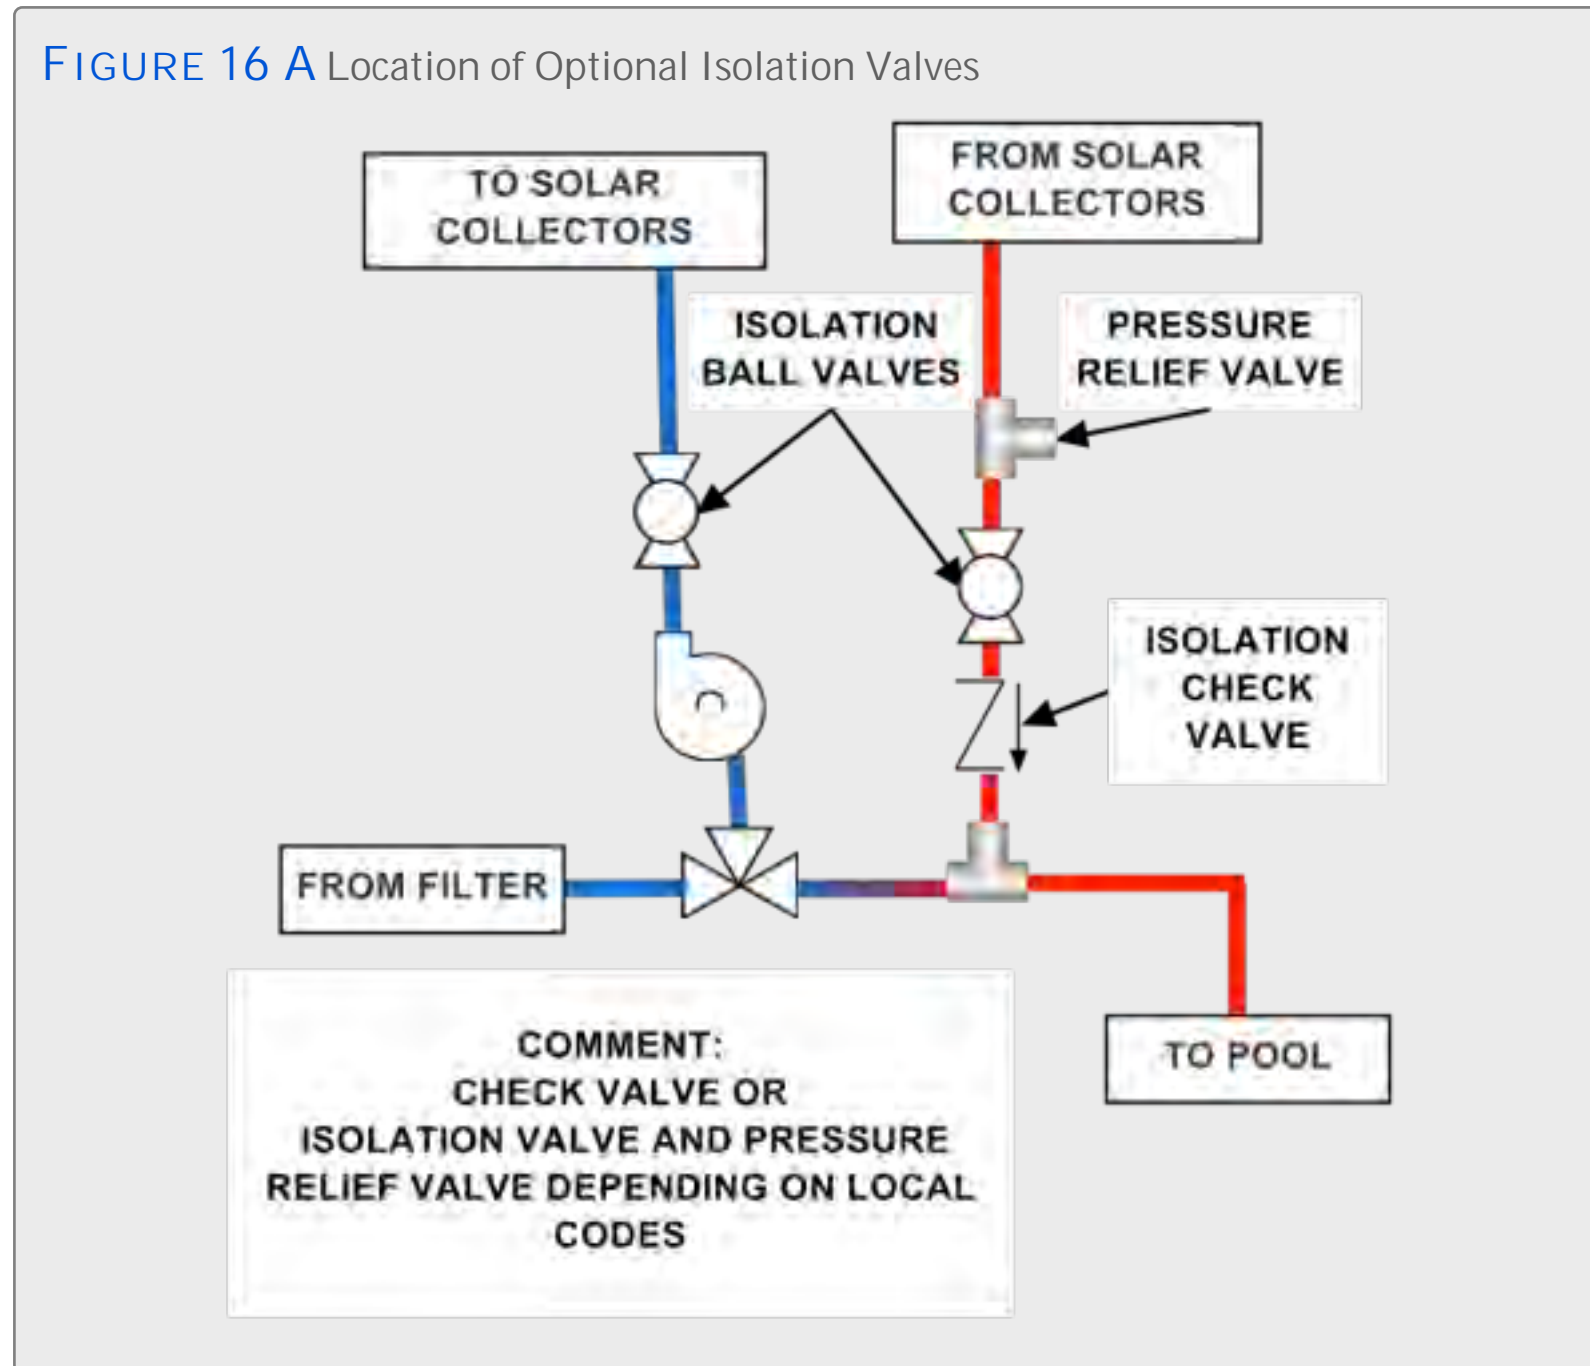 FIGURE 16 A Location of Optional Isolation Valves
TO SOLAR
COLLECTORS
FROM SOLAR
COLLECTORS
ISOLATION
BALL VALVES
PRESSURE
RELIEF VALVE
ISOLATION
CHECK
VALVE
FROM FILTER
TO POOL
COMMENT:
CHECK VALVE OR
ISOLATION VALVE AND PRESSURE
RELIEF VALVE DEPENDING ON LOCAL
CODES